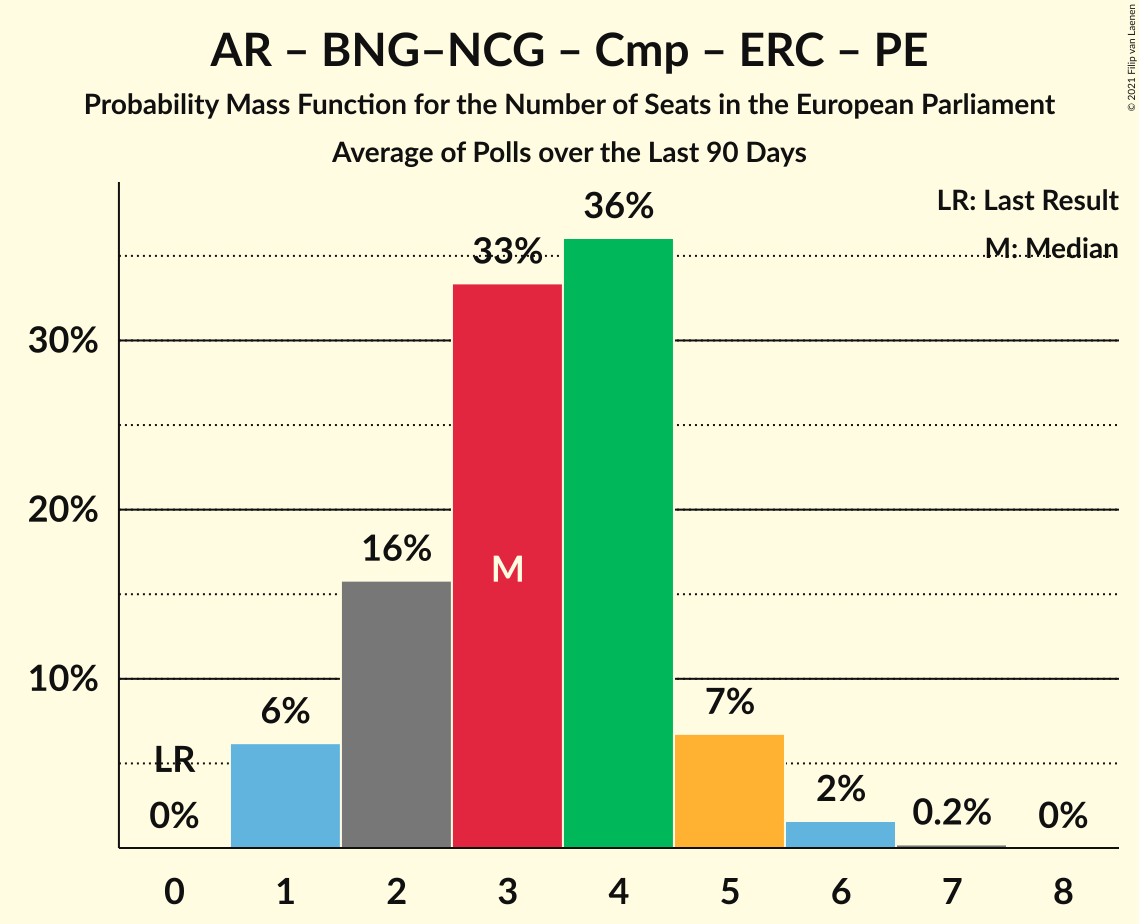 AR – BNG–NCG – Cmp – ERC – PE
Probability Mass Function for the Number of Seats in the European Parliament
Average of Polls over the Last 90 Days
© 2021 Filip van Laenen
LR: Last Result
M: Median
36%
33%
30%
20%
16%
M
10%
6%
7%
LR
0%
2%
0.2%
0%
0 1 2 3 4 5 6 7 8